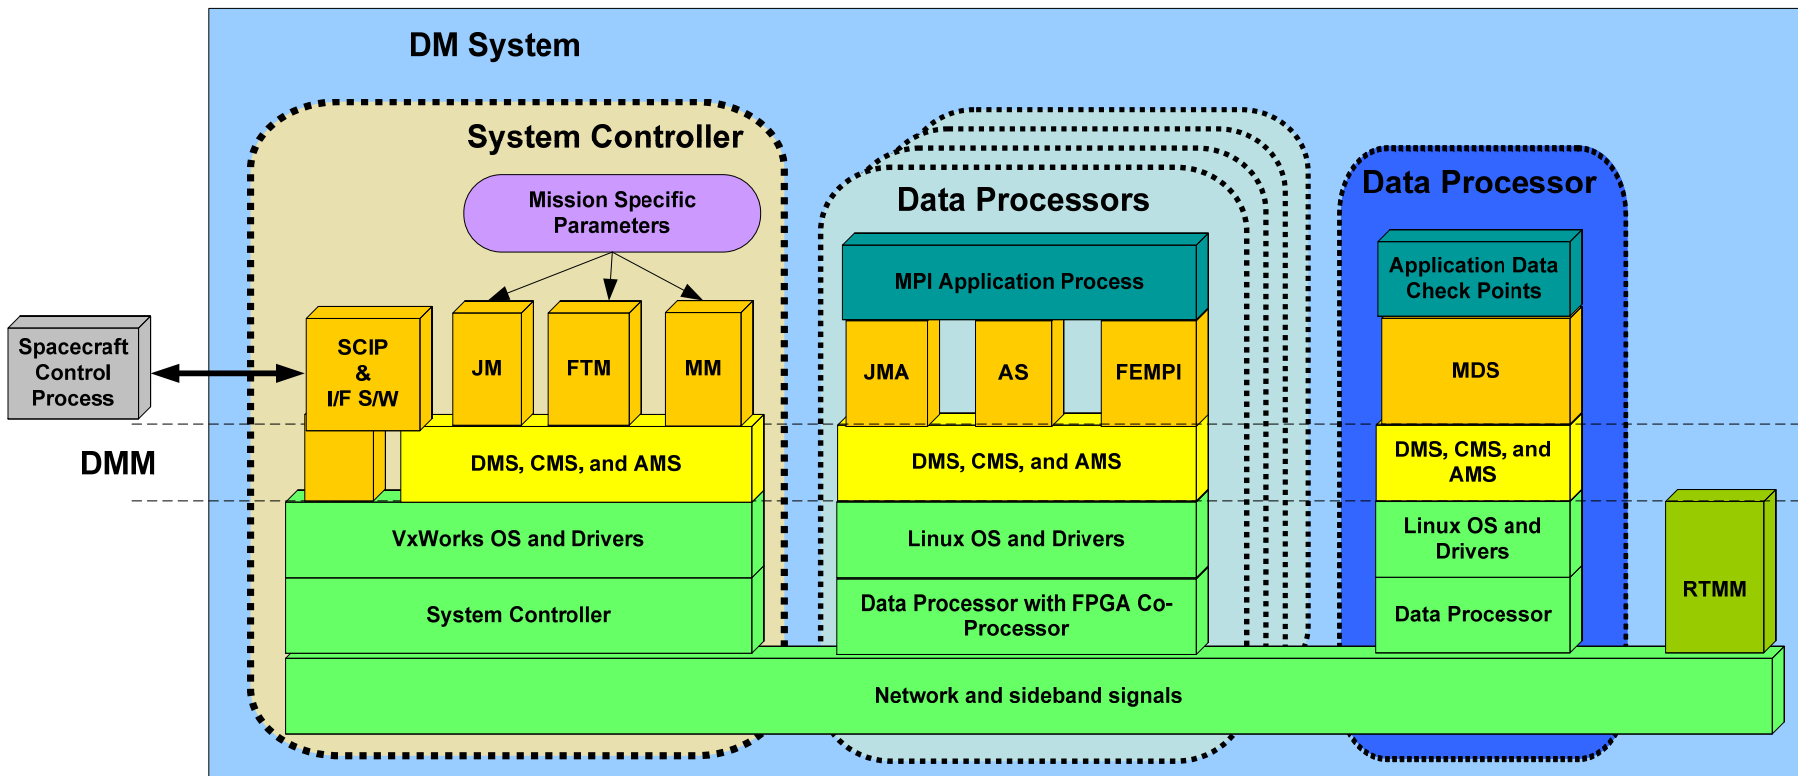 DM System
System Controller
Mission Specific
Parameters
Spacecraft
Control
Process
SCIP
&
I/F S/W
JM
FTM
MM
DMM
DMS, CMS, and AMS
VxWorks OS and Drivers
System Controller
Data Processors
MPI Application Process
JMA
AS
FEMPI
DMS, CMS, and AMS
Linux OS and Drivers
Data Processor with FPGA Co-
Processor
Data Processor
Application Data
Check Points
MDS
DMS, CMS, and
AMS
Linux OS and
Drivers
Data Processor
RTMM
Network and sideband signals